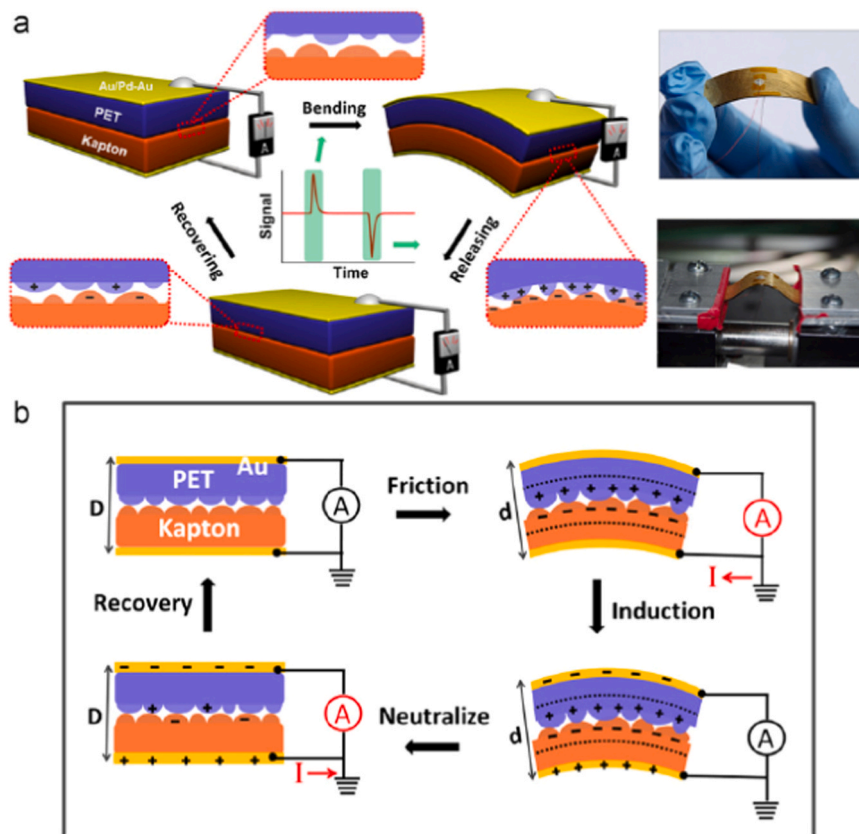 a
Au/Pd-Au
PET
Kapton
A
Bending
A
Signal
Time
Recovering
Releasing
+ +
- -
+ + + + + +
- - - - - - - -
A
b
D
Au
PET
Kapton
A
Friction
d
+ + + + + +
- - - - - -
A
I
Recovery
Induction
D
- - - - - -
+ +
- -
+ + + + +
A
I
Neutralize
d
- - - - -
+ + + + + +
- - - - - -
+ + + + +
A